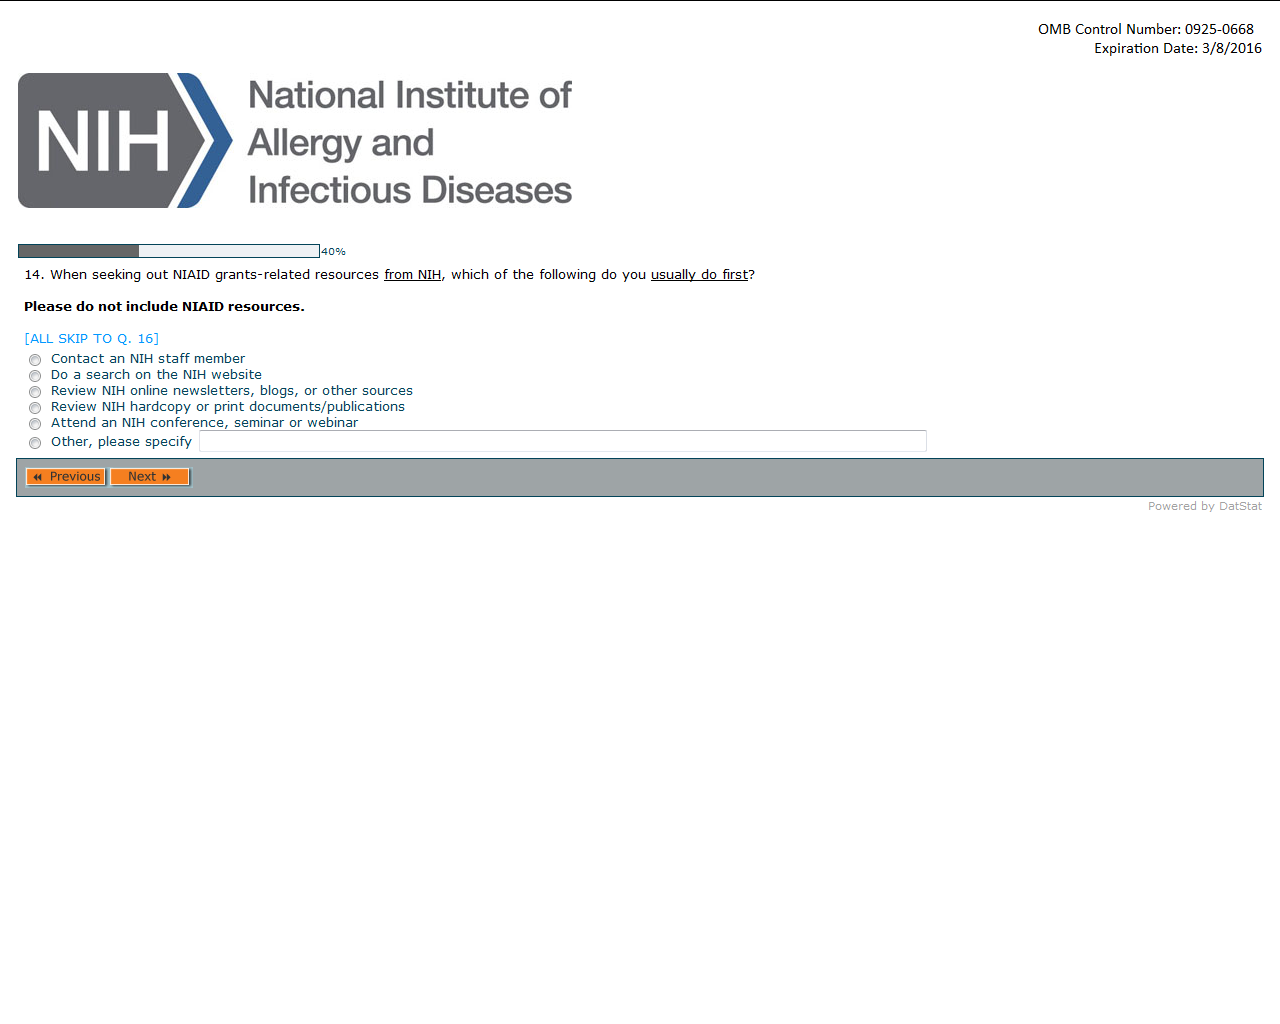 OMB Control Number: 0925-0668
Expiration Date: 3/8/2016
NIH
National Institute of
Allergy and
Infectious Diseases
40%
14. When seeking out NIAID grants-related resources from NIH, which of the following do you usually do first?
Please do not include NIAID resources.
[ALL SKIP TO Q. 16]
Contact an NIH staff member
Do a search on the NIH website
Review NIH online newsletters, blogs, or other sources
Review NIH hardcopy or print documents/publications
Attend an NIH conference, seminar or webinar
Other, please specify
Previous Next
Powered by DatStat